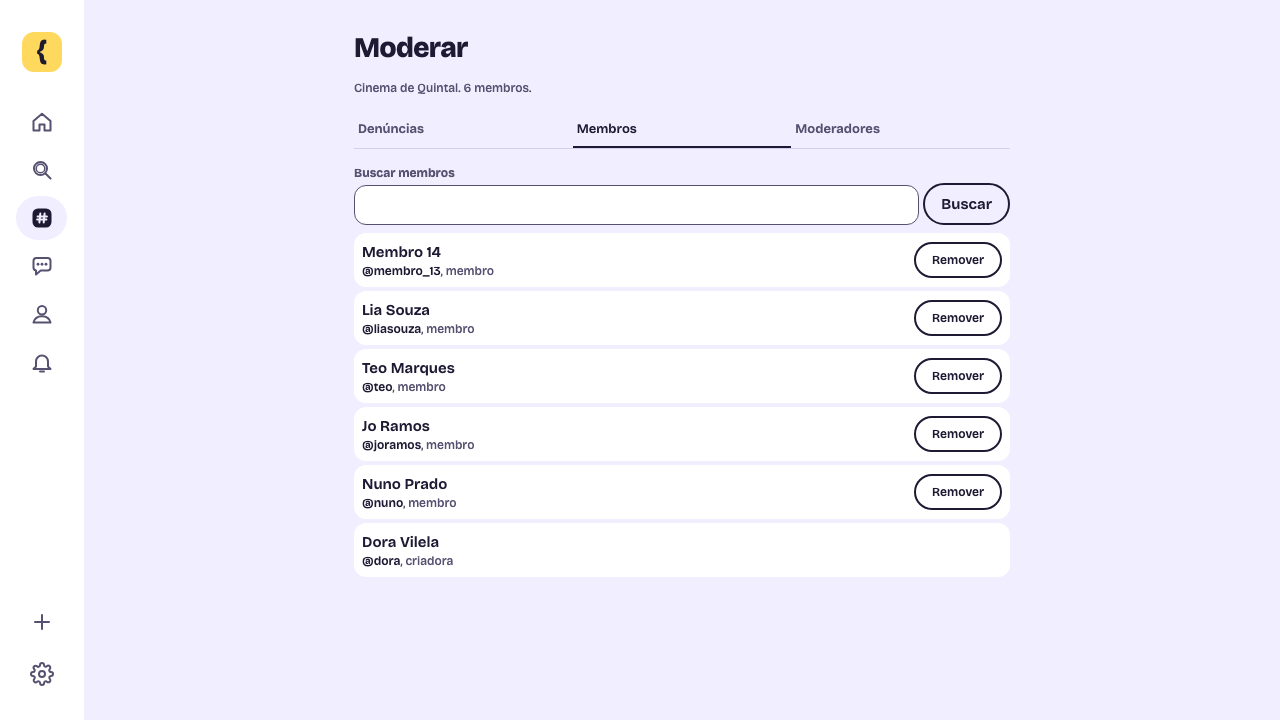 {
Moderar
Cinema de Quintal. 6 membros.
Denúncias
Membros
Moderadores
Buscar membros
Buscar
Membro 14
@membro_13, membro
Remover
Lia Souza
@liasouza, membro
Remover
Teo Marques
@teo, membro
Remover
Jo Ramos
@joramos, membro
Remover
Nuno Prado
@nuno, membro
Remover
Dora Vilela
@dora, criadora